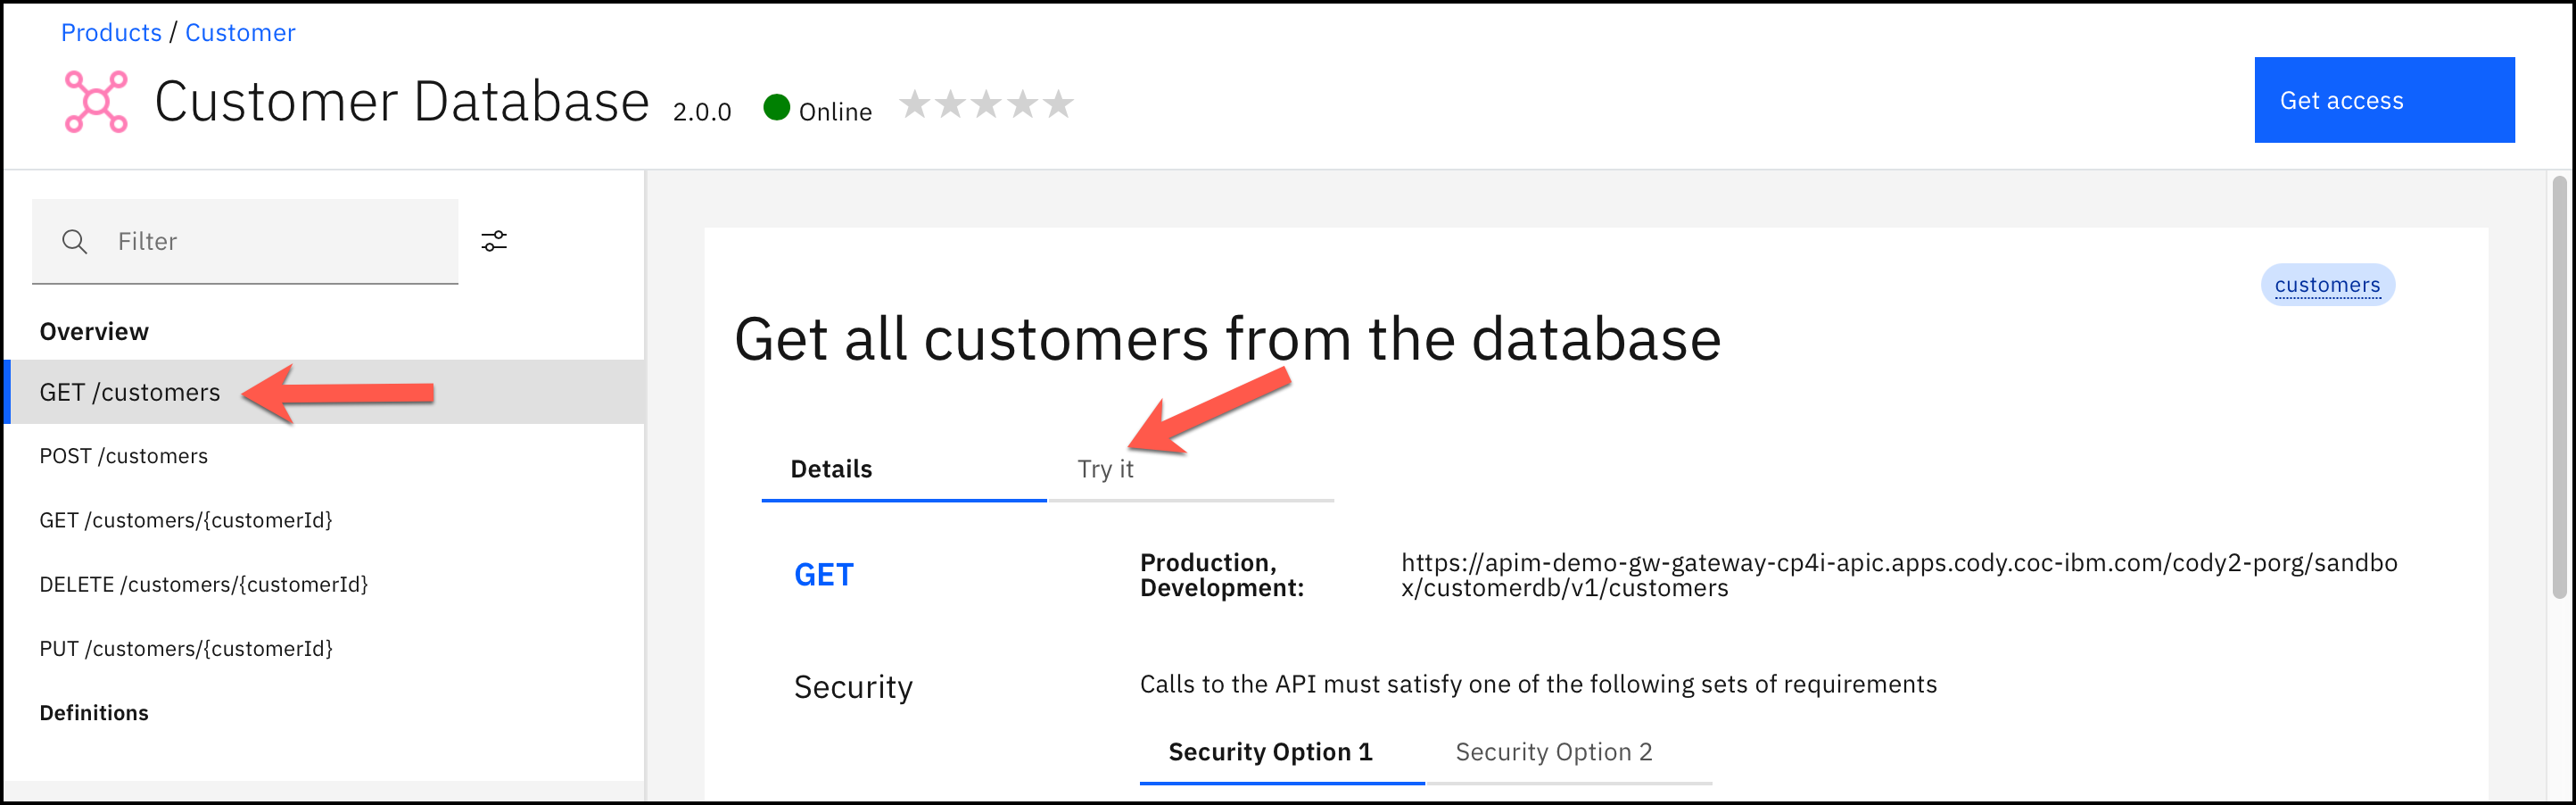 Products / Customer
Customer Database 2.0.0 Online
Get access
Filter
Overview
GET /customers
POST /customers
GET /customers/{customerId}
DELETE /customers/{customerId}
PUT /customers/{customerId}
Definitions
customers
Get all customers from the database
Details Try it
GET
Production,
Development:
https://apim-demo-gw-gateway-cp4i-apic.apps.cody.coc-ibm.com/cody2-porg/sandbo
x/customerdb/v1/customers
Security
Calls to the API must satisfy one of the following sets of requirements
Security Option 1 Security Option 2